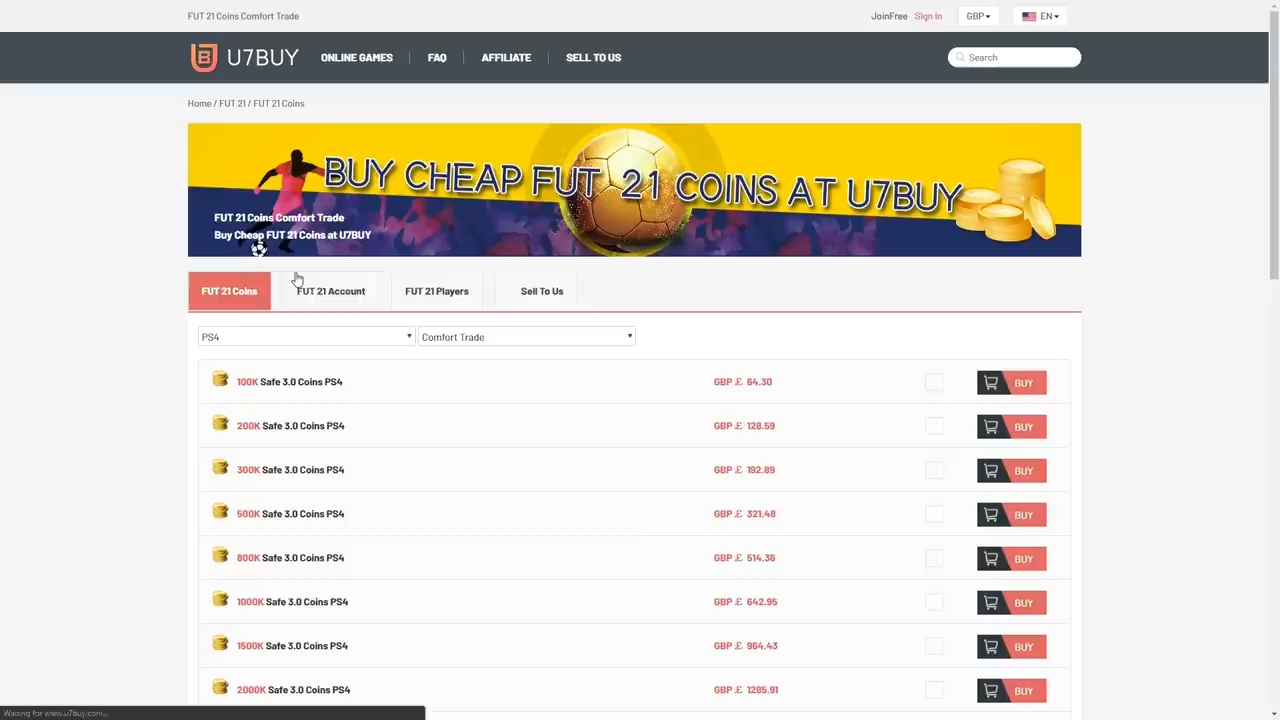 FUT 21 Coins Comfort Trade
JoinFree Sign In GBP EN
U7BUY ONLINE GAMES FAQ AFFILIATE SELL TO US Search
Home / FUT 21 / FUT 21 Coins
BUY CHEAP FUT 21 COINS AT U7BUY
FUT 21 Coins Comfort Trade
Buy Cheap FUT 21 Coins at U7BUY
FUT 21 Coins FUT 21 Account FUT 21 Players Sell To Us
PS4 Comfort Trade
100K Safe 3.0 Coins PS4 GBP £ 64.30 BUY
200K Safe 3.0 Coins PS4 GBP £ 128.59 BUY
300K Safe 3.0 Coins PS4 GBP £ 192.89 BUY
500K Safe 3.0 Coins PS4 GBP £ 321.48 BUY
800K Safe 3.0 Coins PS4 GBP £ 514.36 BUY
1000K Safe 3.0 Coins PS4 GBP £ 642.95 BUY
1500K Safe 3.0 Coins PS4 GBP £ 964.43 BUY
2000K Safe 3.0 Coins PS4 GBP £ 1285.91 BUY
Waiting for www.u7buy.com...